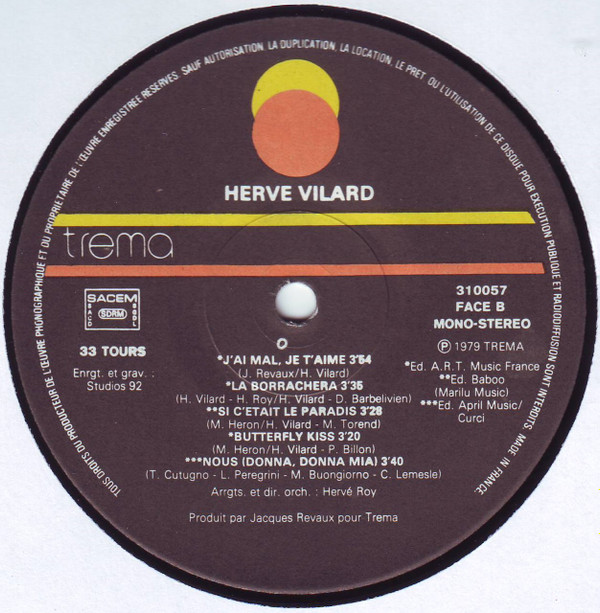 TOUS DROITS DU PRODUCTEUR DE L'ŒUVRE PHONOGRAPHIQUE ET DU PROPRIETAIRE DE L'ŒUVRE ENREGISTREE RESERVES. SAUF AUTORISATION, LA DUPLICATION, LA LOCATION, LE PRET OU L'UTILISATION DE CE DISQUE POUR EXECUTION PUBLIQUE ET RADIODIFFUSION SONT INTERDITS. MADE IN FRANCE.
HERVE VILARD
trema
SACEM
SACD
SDRM
SGDL
33 TOURS
Enrgt. et grav. :
Studios 92
310057
FACE B
MONO-STEREO
℗ 1979 TREMA
*Ed. A.R.T. Music France
**Ed. Baboo
(Marilu Music)
***Ed. April Music/
Curci
*J'AI MAL, JE T'AIME 3'54
(J. Revaux/H. Vilard)
*LA BORRACHERA 3'35
(H. Vilard - H. Roy/H. Vilard - D. Barbelivien)
**SI C'ETAIT LE PARADIS 3'28
(M. Heron/H. Vilard - M. Torend)
*BUTTERFLY KISS 3'20
(M. Heron/H. Vilard - P. Billon)
***NOUS (DONNA, DONNA MIA) 3'40
(T. Cutugno - L. Peregrini - M. Buongiorno - C. Lemesle)
Arrgts. et dir. orch. : Hervé Roy
Produit par Jacques Revaux pour Trema